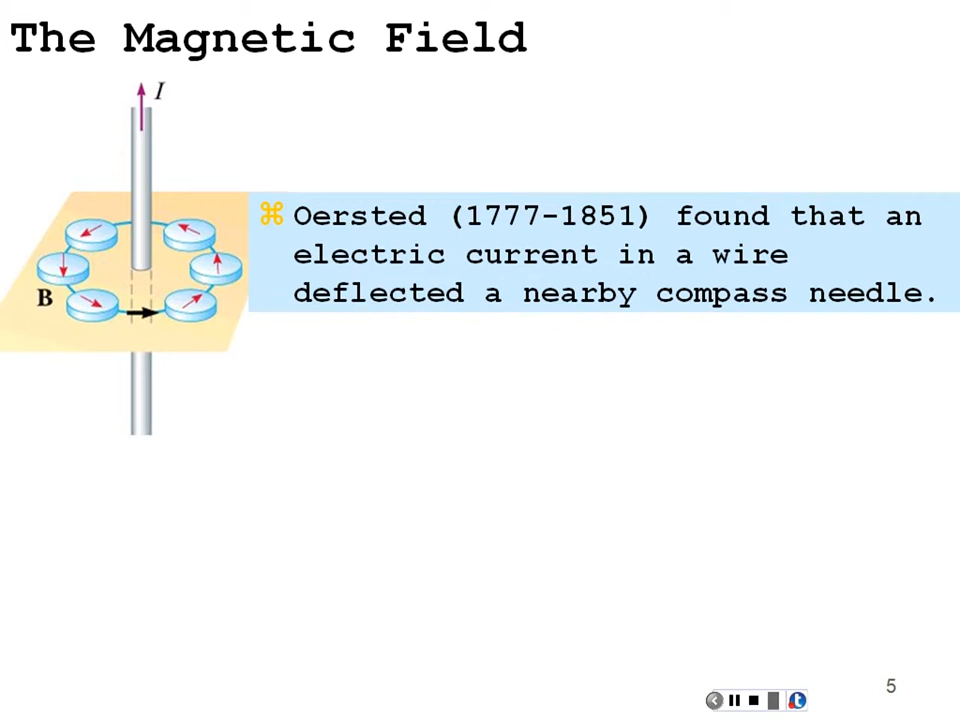 The Magnetic Field
I
Oersted (1777-1851) found that an
electric current in a wire
deflected a nearby compass needle.
B
5